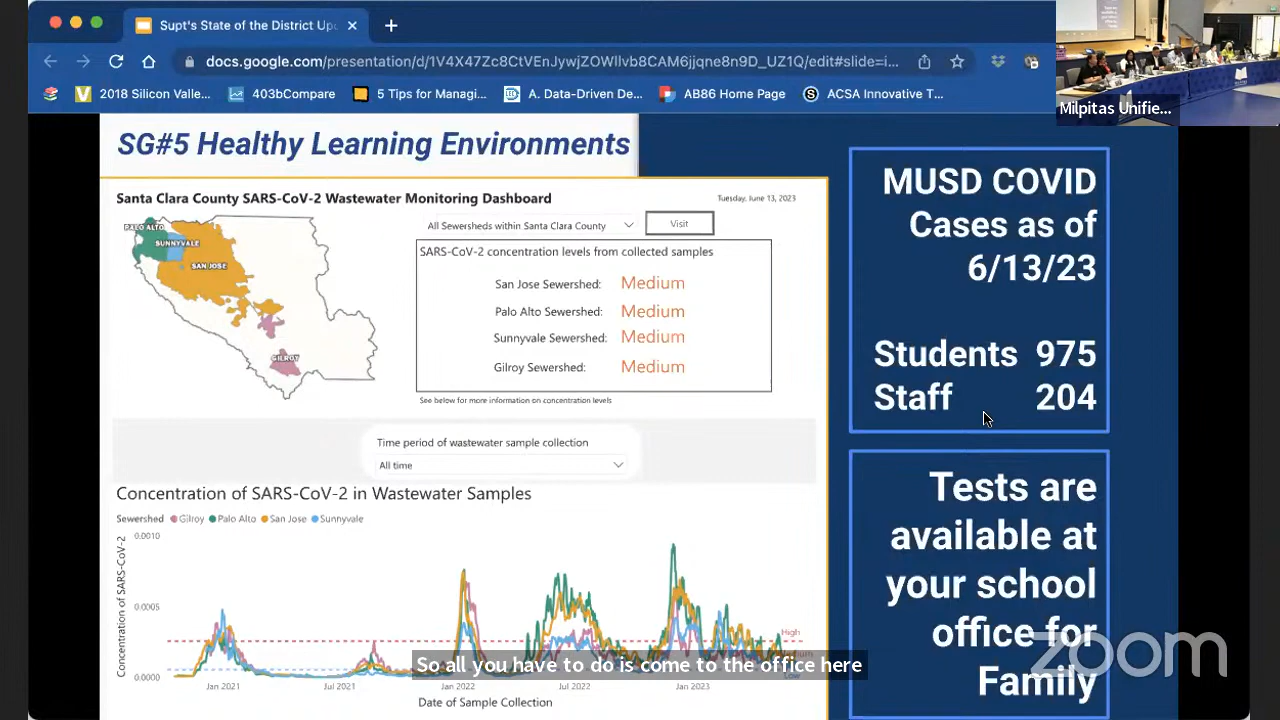 Supt's State of the District Up
docs.google.com/presentation/d/1V4X47Zc8CtVEnJywjZOWllvb8CAM6jjqne8n9D_UZ1Q/edit#slide=i...
2018 Silicon Valle...
403bCompare
5 Tips for Managi...
A. Data-Driven De...
AB86 Home Page
ACSA Innovative T...
Milpitas Unifie...
SG#5 Healthy Learning Environments
Santa Clara County SARS-CoV-2 Wastewater Monitoring Dashboard
Tuesday, June 13, 2023
PALO ALTO
SUNNYVALE
SAN JOSE
GILROY
All Sewersheds within Santa Clara County
Visit
SARS-CoV-2 concentration levels from collected samples
San Jose Sewershed: Medium
Palo Alto Sewershed: Medium
Sunnyvale Sewershed: Medium
Gilroy Sewershed: Medium
See below for more information on concentration levels
Time period of wastewater sample collection
All time
Concentration of SARS-CoV-2 in Wastewater Samples
Sewershed Gilroy Palo Alto San Jose Sunnyvale
Concentration of SARS-CoV-2
0.0010
0.0005
0.0000
High
Low
Jan 2021
Jul 2021
Jan 2022
Jul 2022
Jan 2023
Date of Sample Collection
MUSD COVID
Cases as of
6/13/23
Students 975
Staff 204
Tests are
available at
your school
office for
Family
So all you have to do is come to the office here
zoom